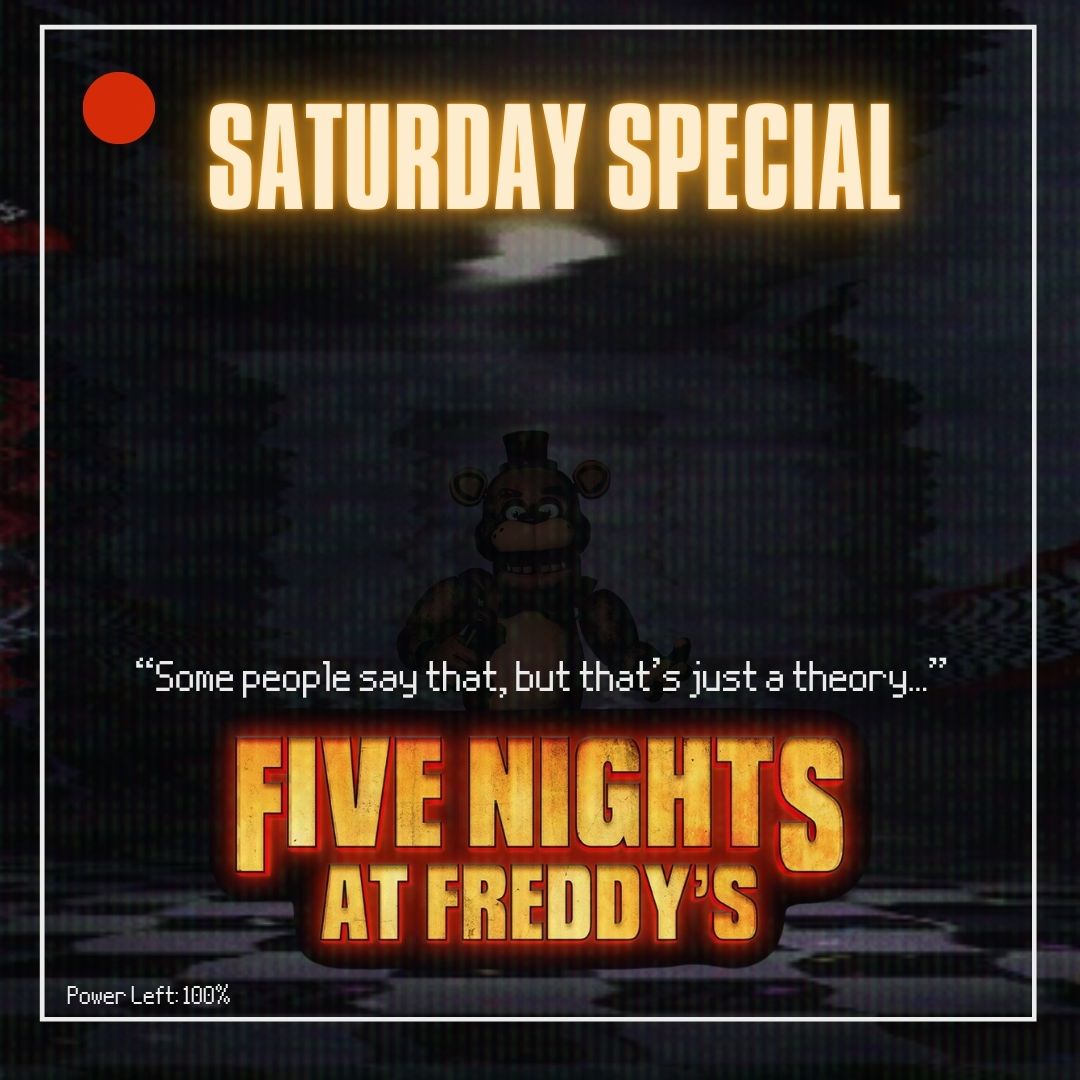 SATURDAY SPECIAL
“Some people say that, but that’s just a theory...”
FIVE NIGHTS
AT FREDDY’S
Power Left: 100%